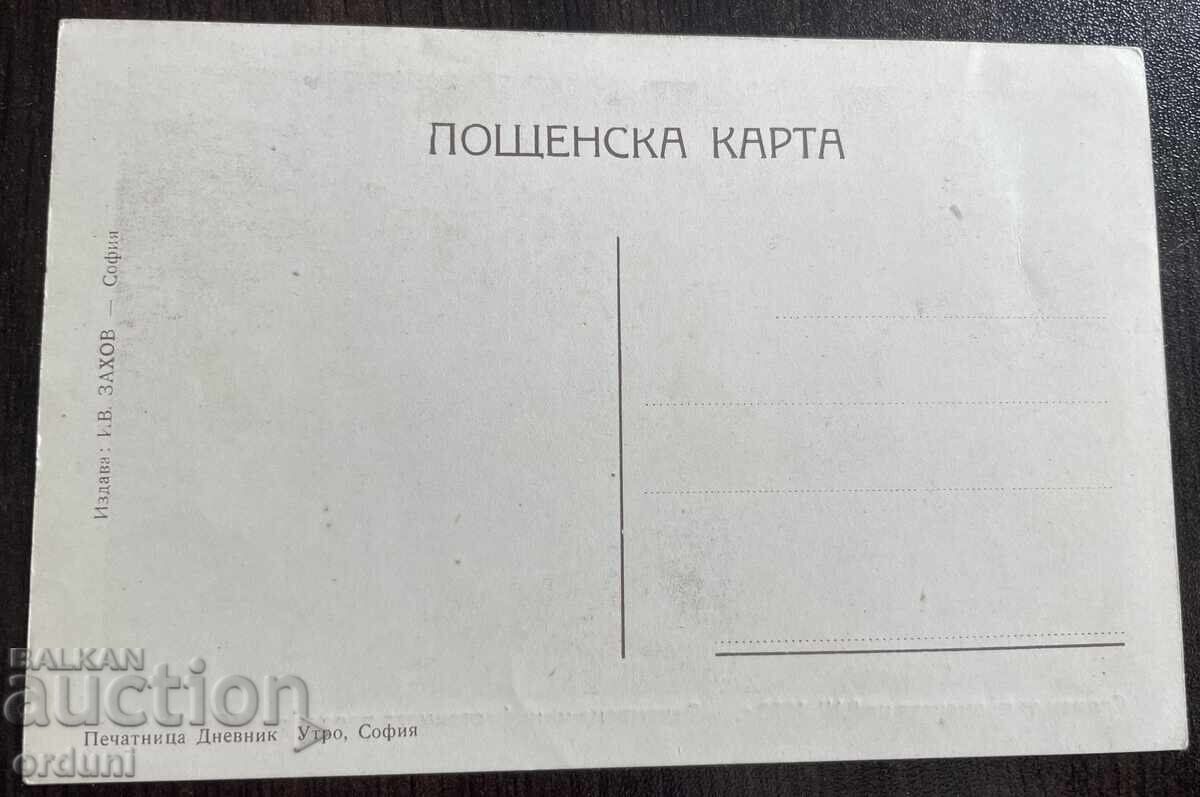 ПОЩЕНСКА КАРТА
Издава: И.В. ЗАХОВ — София
Печатница Дневник Утро, София
BALKAN
auction
orduni